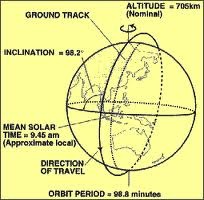 GROUND TRACK
ALTITUDE = 705km
(Nominal)
INCLINATION = 98.2°
MEAN SOLAR
TIME = 9.45 am
(Approximate local)
DIRECTION
OF TRAVEL
ORBIT PERIOD = 98.8 minutes